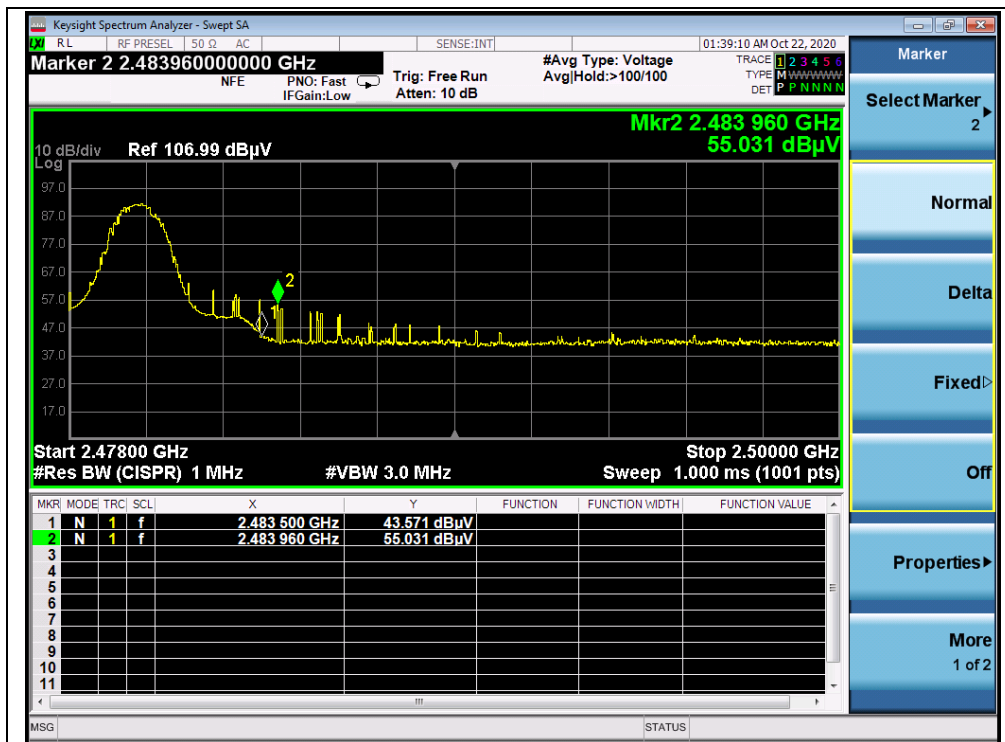 Keysight Spectrum Analyzer - Swept SA
LXI RL RF PRESEL 50 Ω AC SENSE:INT 01:39:10 AM Oct 22, 2020
Marker 2 2.483960000000 GHz
NFE PNO: Fast IFGain:Low Trig: Free Run Atten: 10 dB
#Avg Type: Voltage Avg|Hold:>100/100
TRACE 1 2 3 4 5 6
TYPE M W W W W W
DET P P N N N N
Mkr2 2.483 960 GHz
55.031 dBµV
10 dB/div Ref 106.99 dBµV
Log
97.0
87.0
77.0
67.0
57.0
47.0
37.0
27.0
17.0
2
1
Start 2.47800 GHz Stop 2.50000 GHz
#Res BW (CISPR) 1 MHz #VBW 3.0 MHz Sweep 1.000 ms (1001 pts)
MKR MODE TRC SCL X Y FUNCTION FUNCTION WIDTH FUNCTION VALUE
1 N 1 f 2.483 500 GHz 43.571 dBµV
2 N 1 f 2.483 960 GHz 55.031 dBµV
3
4
5
6
7
8
9
10
11
MSG STATUS
Marker
Select Marker
2
Normal
Delta
Fixed
Off
Properties
More
1 of 2